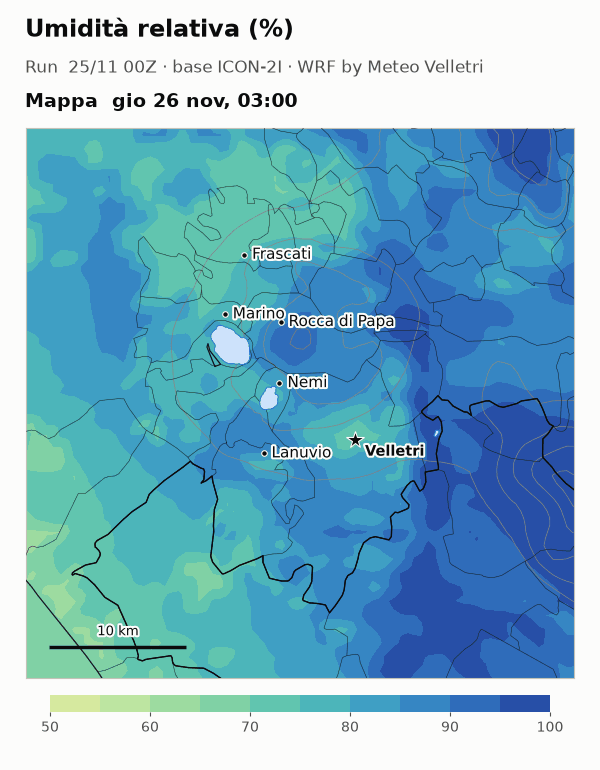 Umidità relativa (%)
Run  25/11 00Z · base ICON-2I · WRF by Meteo Velletri
Mappa  gio 26 nov, 03:00
Frascati
Marino
Rocca di Papa
Nemi
Velletri
Lanuvio
10 km
50 60 70 80 90 100